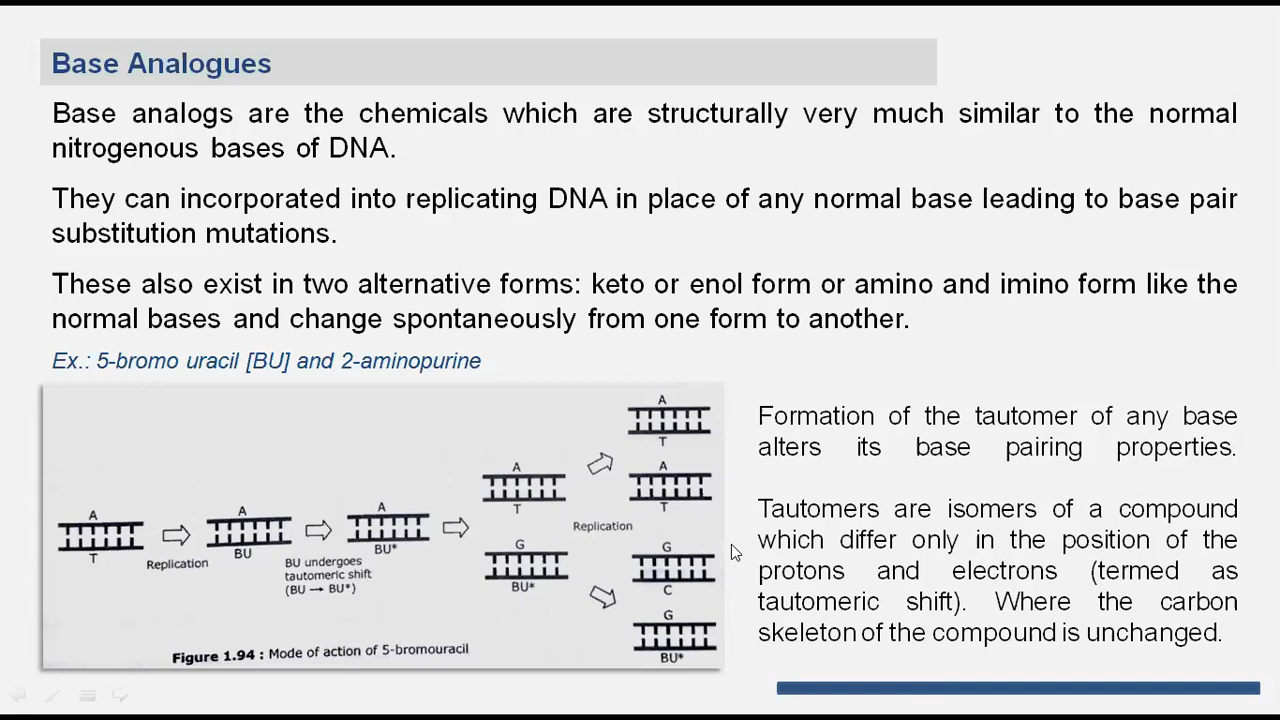 Base Analogues
Base analogs are the chemicals which are structurally very much similar to the normal
nitrogenous bases of DNA.
They can incorporated into replicating DNA in place of any normal base leading to base pair
substitution mutations.
These also exist in two alternative forms: keto or enol form or amino and imino form like the
normal bases and change spontaneously from one form to another.
Ex.: 5-bromo uracil [BU] and 2-aminopurine
A
T
Replication
A
BU
BU undergoes
tautomeric shift
(BU → BU*)
A
BU*
A
T
G
BU*
Replication
A
T
A
T
G
C
G
BU*
Figure 1.94 : Mode of action of 5-bromouracil
Formation of the tautomer of any base
alters its base pairing properties.
Tautomers are isomers of a compound
which differ only in the position of the
protons and electrons (termed as
tautomeric shift). Where the carbon
skeleton of the compound is unchanged.